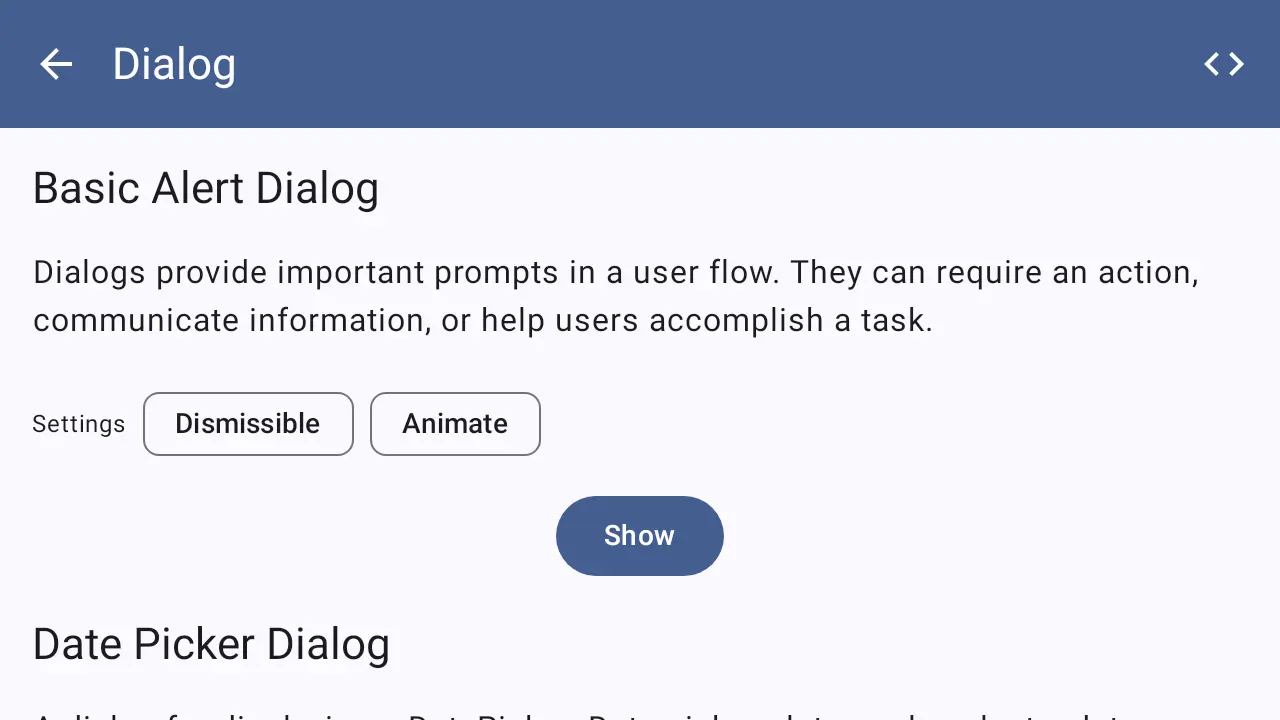 Dialog
Basic Alert Dialog
Dialogs provide important prompts in a user flow. They can require an action,
communicate information, or help users accomplish a task.
Settings Dismissible Animate
Show
Date Picker Dialog